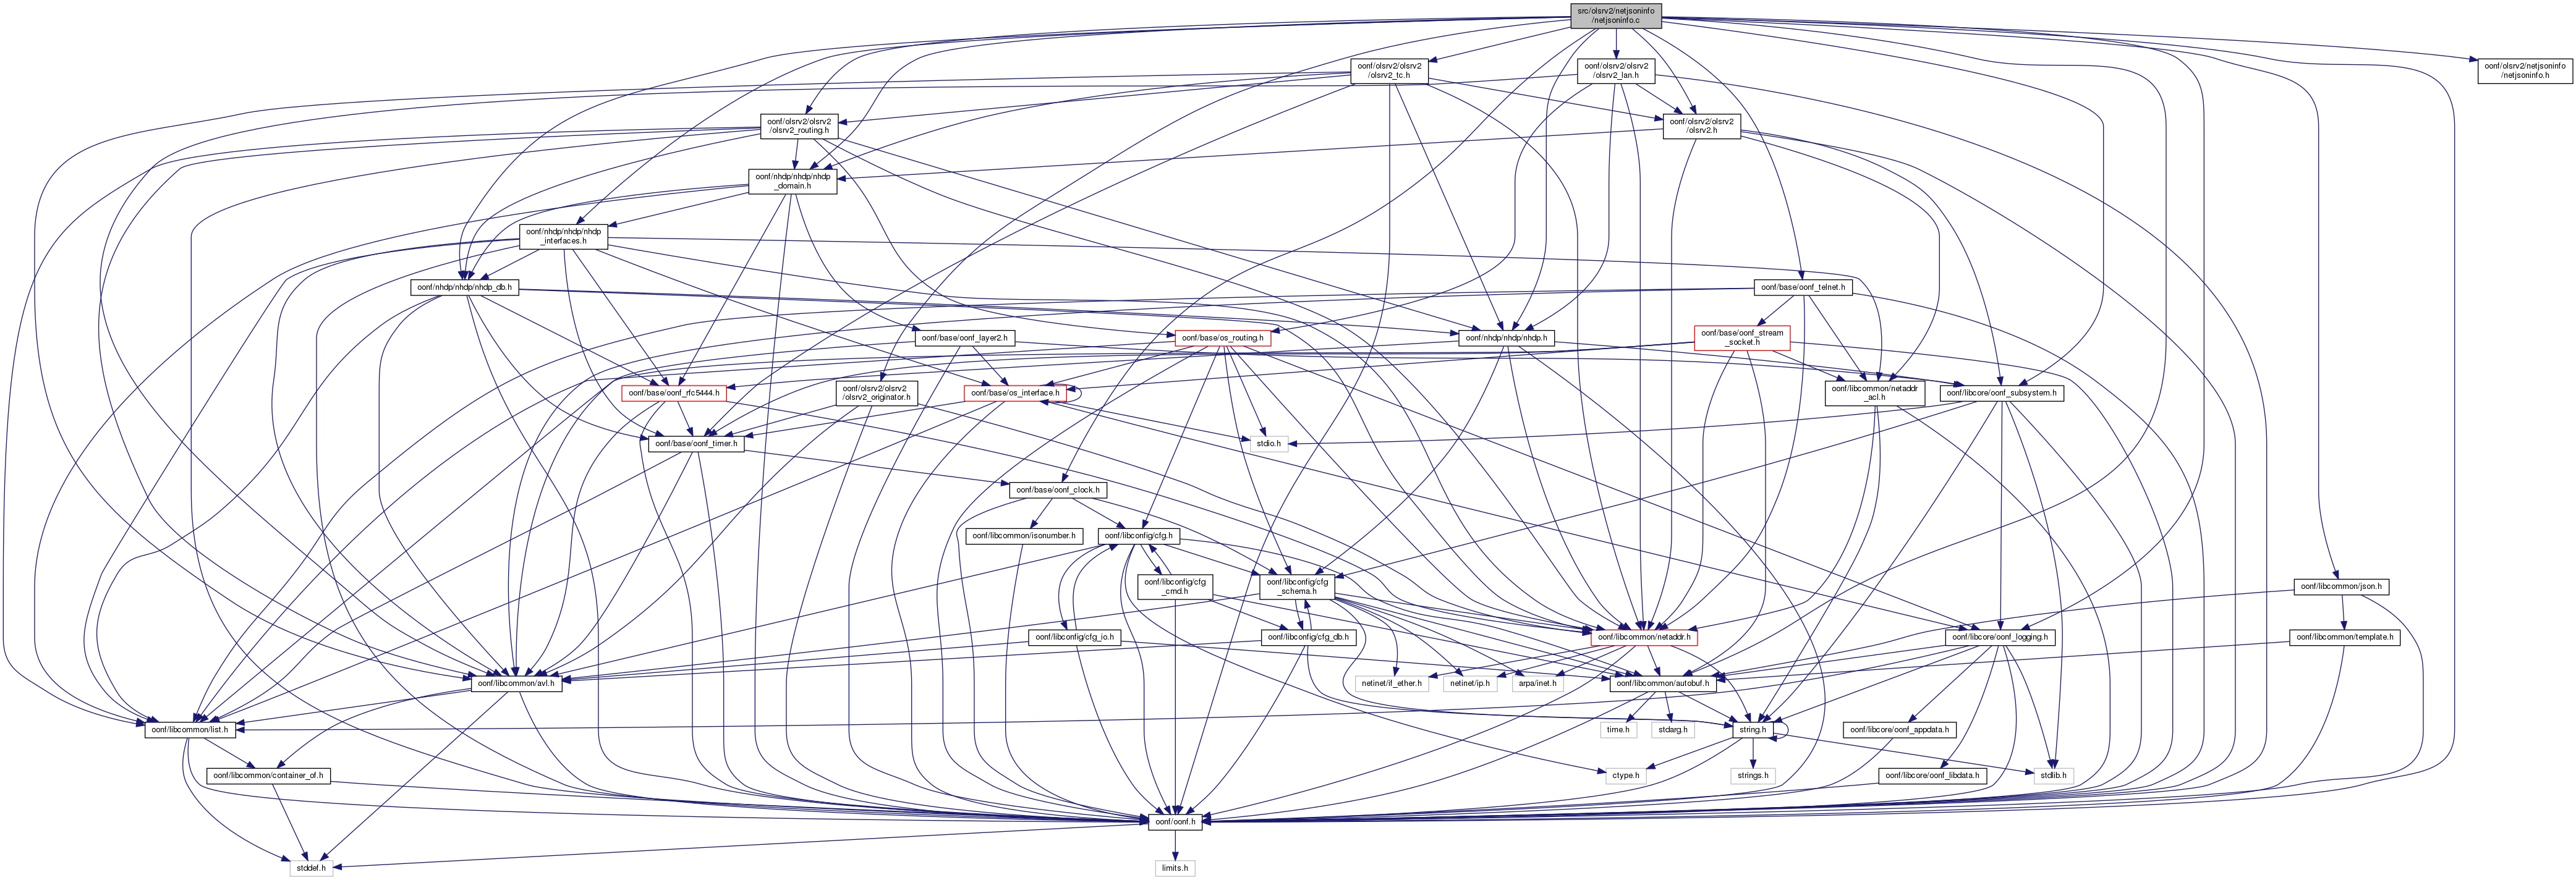 src/olsrv2/netjsoninfo
/netjsoninfo.c
oonf/olsrv2/olsrv2
/olsrv2_tc.h
oonf/olsrv2/olsrv2
/olsrv2_lan.h
oonf/olsrv2/netjsoninfo
/netjsoninfo.h
oonf/olsrv2/olsrv2
/olsrv2_routing.h
oonf/olsrv2/olsrv2
/olsrv2.h
oonf/nhdp/nhdp/nhdp
_domain.h
oonf/nhdp/nhdp/nhdp
_interfaces.h
oonf/nhdp/nhdp/nhdp_db.h
oonf/base/oonf_telnet.h
oonf/base/oonf_layer2.h
oonf/base/os_routing.h
oonf/nhdp/nhdp/nhdp.h
oonf/base/oonf_stream
_socket.h
oonf/base/oonf_rfc5444.h
oonf/olsrv2/olsrv2
/olsrv2_originator.h
oonf/base/os_interface.h
oonf/libcommon/netaddr
_acl.h
oonf/libcore/oonf_subsystem.h
oonf/base/oonf_timer.h
stdio.h
oonf/base/oonf_clock.h
oonf/libcommon/isonumber.h
oonf/libconfig/cfg.h
oonf/libconfig/cfg
_cmd.h
oonf/libconfig/cfg
_schema.h
oonf/libcommon/json.h
oonf/libconfig/cfg_io.h
oonf/libconfig/cfg_db.h
oonf/libcommon/netaddr.h
oonf/libcore/oonf_logging.h
oonf/libcommon/template.h
oonf/libcommon/avl.h
netinet/if_ether.h
netinet/ip.h
arpa/inet.h
oonf/libcommon/autobuf.h
oonf/libcommon/list.h
time.h
stdarg.h
string.h
oonf/libcore/oonf_appdata.h
oonf/libcommon/container_of.h
ctype.h
strings.h
oonf/libcore/oonf_libdata.h
stdlib.h
oonf/oonf.h
stddef.h
limits.h